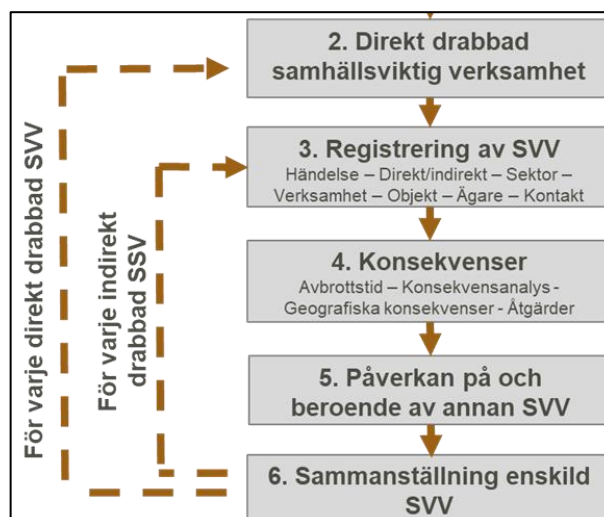 2. Direkt drabbad
samhällsviktig verksamhet
3. Registrering av SVV
Händelse – Direkt/indirekt – Sektor –
Verksamhet – Objekt – Ägare – Kontakt
4. Konsekvenser
Avbrottstid – Konsekvensanalys -
Geografiska konsekvenser - Åtgärder
5. Påverkan på och
beroende av annan SVV
6. Sammanställning enskild
SVV
För varje direkt drabbad SVV
För varje indirekt
drabbad SSV